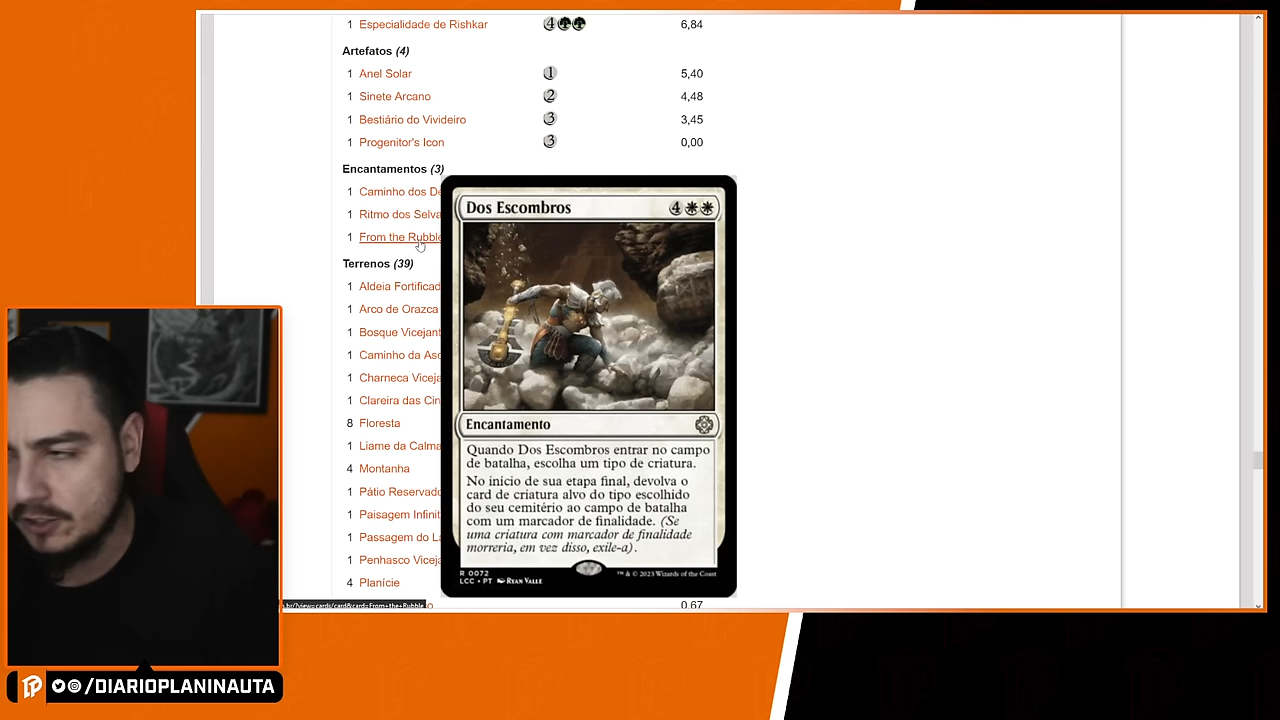 1 Especialidade de Rishkar 4 6,84
Artefatos (4)
1 Anel Solar 1 5,40
1 Sinete Arcano 2 4,48
1 Bestiário do Vivideiro 3 3,45
1 Progenitor's Icon 3 0,00
Encantamentos (3)
1 Caminho dos De
1 Ritmo dos Selva
1 From the Rubble
Terrenos (39)
1 Aldeia Fortificad
1 Arco de Orazca
1 Bosque Vicejant
1 Caminho da Asc
1 Charneca Viceja
1 Clareira das Cin
8 Floresta
1 Liame da Calma
4 Montanha
1 Pátio Reservado
1 Paisagem Infinit
1 Passagem do La
1 Penhasco Viceja
4 Planície
0,67
Dos Escombros 4
Encantamento
Quando Dos Escombros entrar no campo
de batalha, escolha um tipo de criatura.
No início de sua etapa final, devolva o
card de criatura alvo do tipo escolhido
do seu cemitério ao campo de batalha
com um marcador de finalidade. (Se
uma criatura com marcador de finalidade
morreria, em vez disso, exile-a).
R 0072
LCC • PT RYAN VALLE
™ & © 2023 Wizards of the Coast
/DIARIOPLANINAUTA